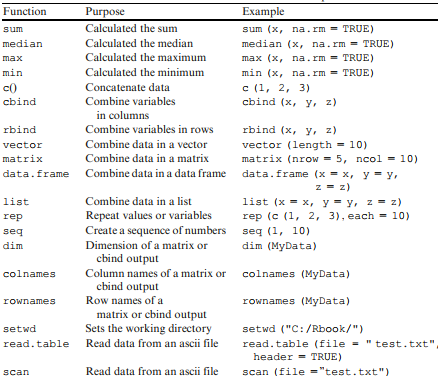 Function Purpose Example
sum Calculated the sum sum (x, na.rm = TRUE)
median Calculated the median median (x, na.rm = TRUE)
max Calculated the maximum max (x, na.rm = TRUE)
min Calculated the minimum min (x, na.rm = TRUE)
c() Concatenate data c (1, 2, 3)
cbind Combine variables cbind (x, y, z)
in columns
rbind Combine variables in rows rbind (x, y, z)
vector Combine data in a vector vector (length = 10)
matrix Combine data in a matrix matrix (nrow = 5, ncol = 10)
data.frame Combine data in a data frame data.frame (x = x, y = y,
z = z)
list Combine data in a list list (x = x, y = y, z = z)
rep Repeat values or variables rep (c (1, 2, 3),each = 10)
seq Create a sequence of numbers seq (1, 10)
dim Dimension of a matrix or dim (MyData)
cbind output
colnames Column names of a matrix or colnames (MyData)
cbind output
rownames Row names of a rownames (MyData)
matrix or cbind output
setwd Sets the working directory setwd ("C:/Rbook/")
read.table Read data from an ascii file read.table (file = "test.txt",
header = TRUE)
scan Read data from an ascii file scan (file ="test.txt")